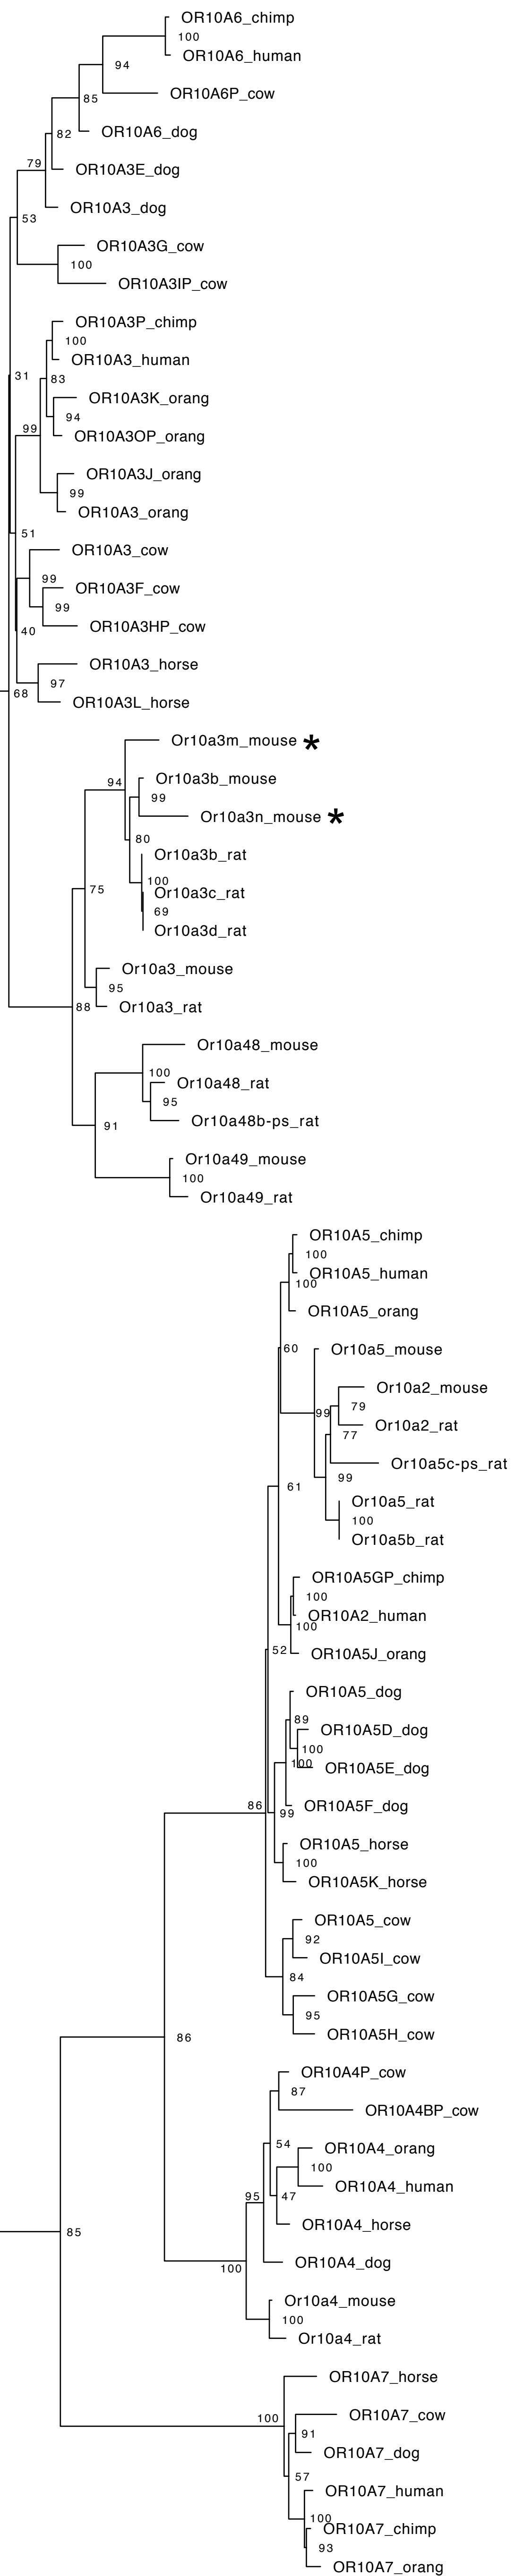 OR10A6_chimp
100
OR10A6_human
94
OR10A6P_cow
85
OR10A6_dog
82
OR10A3E_dog
79
OR10A3_dog
53
OR10A3G_cow
100
OR10A3IP_cow
OR10A3P_chimp
100
OR10A3_human
31
83
OR10A3K_orang
94
99
OR10A3OP_orang
OR10A3J_orang
99
OR10A3_orang
51
OR10A3_cow
99
OR10A3F_cow
99
OR10A3HP_cow
40
OR10A3_horse
97
68
OR10A3L_horse
Or10a3m_mouse *
94
Or10a3b_mouse
99
Or10a3n_mouse *
80
Or10a3b_rat
100
75
Or10a3c_rat
69
Or10a3d_rat
Or10a3_mouse
95
88
Or10a3_rat
Or10a48_mouse
100
Or10a48_rat
95
Or10a48b-ps_rat
91
Or10a49_mouse
100
Or10a49_rat
OR10A5_chimp
100
OR10A5_human
100
OR10A5_orang
60
Or10a5_mouse
Or10a2_mouse
79
99
Or10a2_rat
77
Or10a5c-ps_rat
99
61
Or10a5_rat
100
Or10a5b_rat
OR10A5GP_chimp
100
OR10A2_human
100
52
OR10A5J_orang
OR10A5_dog
89
OR10A5D_dog
100
100
OR10A5E_dog
86
OR10A5F_dog
99
OR10A5_horse
100
OR10A5K_horse
OR10A5_cow
92
OR10A5I_cow
84
OR10A5G_cow
95
OR10A5H_cow
86
OR10A4P_cow
87
OR10A4BP_cow
54
OR10A4_orang
100
OR10A4_human
95
47
OR10A4_horse
OR10A4_dog
100
Or10a4_mouse
100
Or10a4_rat
85
OR10A7_horse
OR10A7_cow
100
91
OR10A7_dog
57
OR10A7_human
100
OR10A7_chimp
93
OR10A7_orang